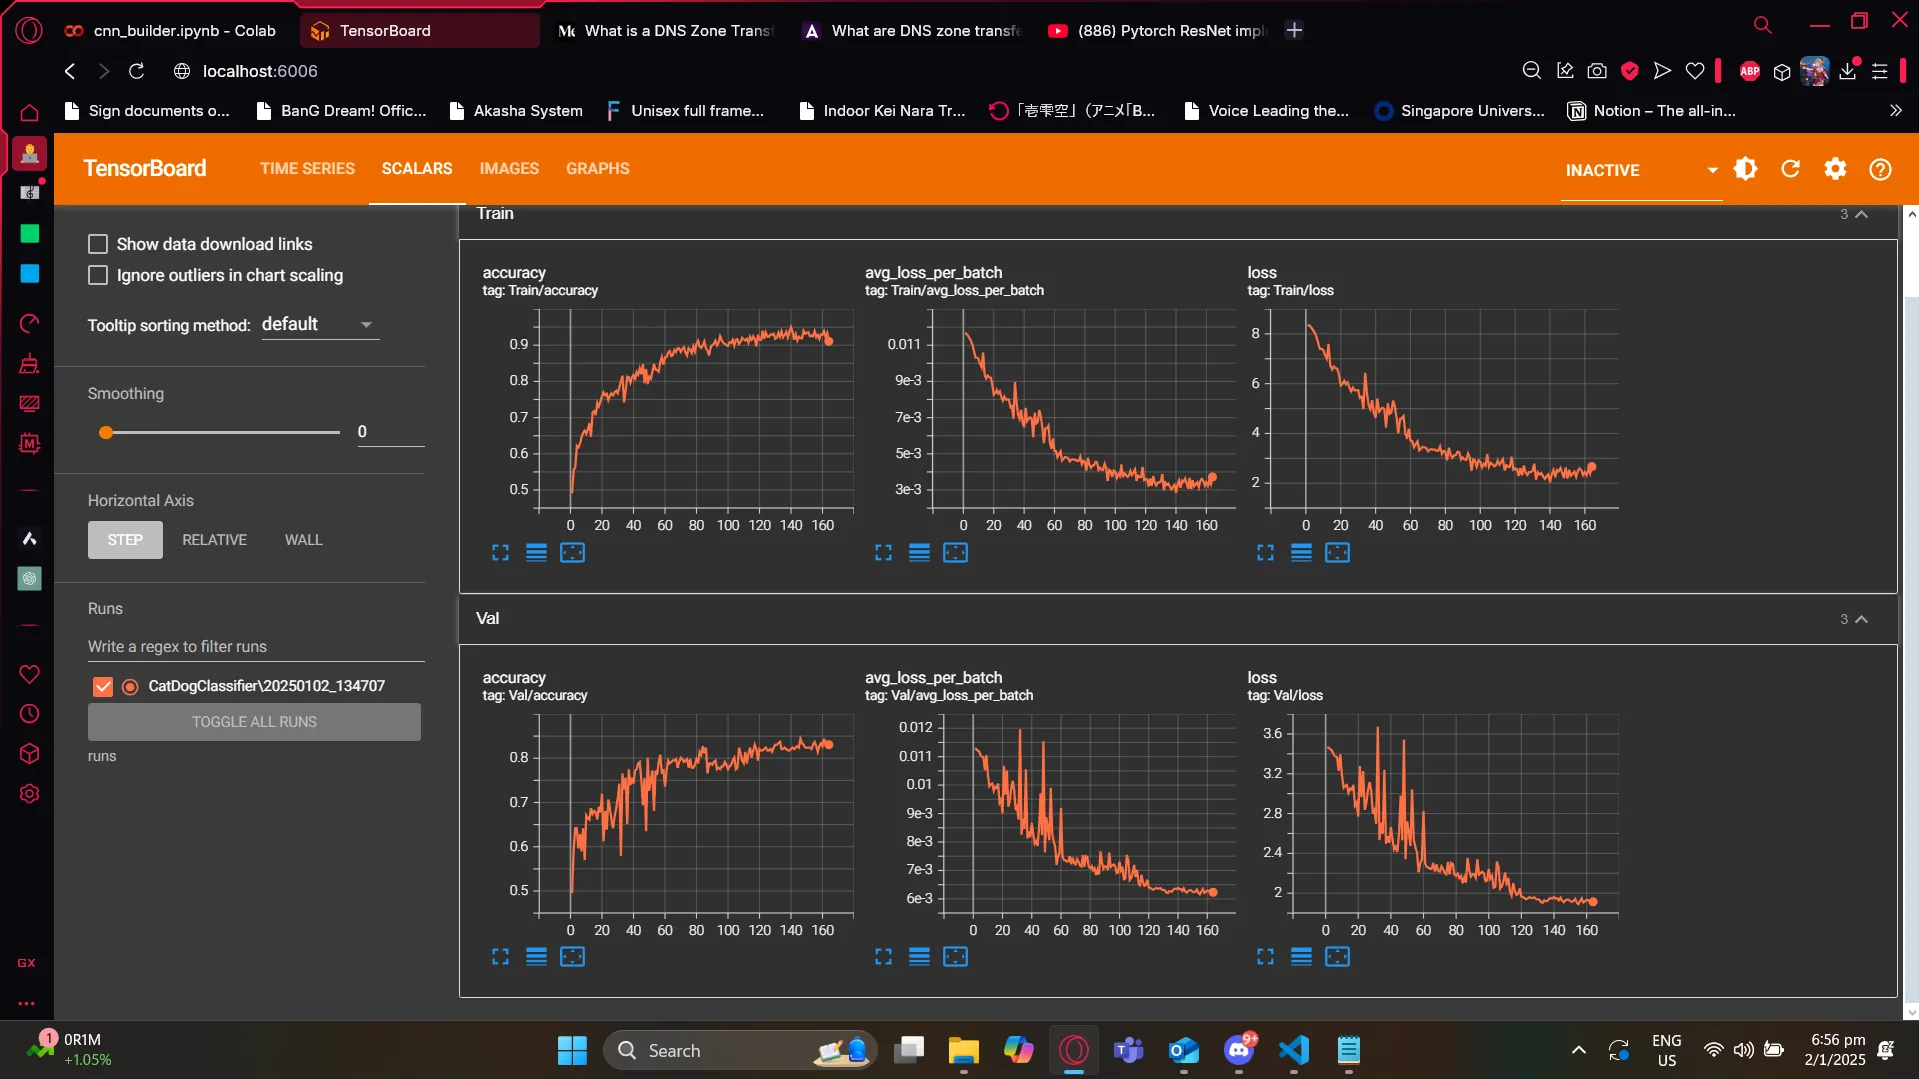 cnn_builder.ipynb - Colab
TensorBoard
What is a DNS Zone Transf
What are DNS zone transfe
(886) Pytorch ResNet impl
localhost:6006
ABP
Sign documents o...
BanG Dream! Offic...
Akasha System
Unisex full frame...
Indoor Kei Nara Tr...
「壱雫空」（アニメ「B...
Voice Leading the...
Singapore Univers...
Notion – The all-in...
TensorBoard
TIME SERIES
SCALARS
IMAGES
GRAPHS
INACTIVE
Show data download links
Ignore outliers in chart scaling
Tooltip sorting method: default
Smoothing
0
Horizontal Axis
STEP
RELATIVE
WALL
Runs
Write a regex to filter runs
CatDogClassifier\20250102_134707
TOGGLE ALL RUNS
runs
Train
3
accuracy
tag: Train/accuracy
0.9
0.8
0.7
0.6
0.5
0 20 40 60 80 100 120 140 160
avg_loss_per_batch
tag: Train/avg_loss_per_batch
0.011
9e-3
7e-3
5e-3
3e-3
0 20 40 60 80 100 120 140 160
loss
tag: Train/loss
8
6
4
2
0 20 40 60 80 100 120 140 160
Val
3
accuracy
tag: Val/accuracy
0.8
0.7
0.6
0.5
0 20 40 60 80 100 120 140 160
avg_loss_per_batch
tag: Val/avg_loss_per_batch
0.012
0.011
0.01
9e-3
8e-3
7e-3
6e-3
0 20 40 60 80 100 120 140 160
loss
tag: Val/loss
3.6
3.2
2.8
2.4
2
0 20 40 60 80 100 120 140 160
GX
1
0R1M
+1.05%
Search
9+
ENG
US
6:56 pm
2/1/2025